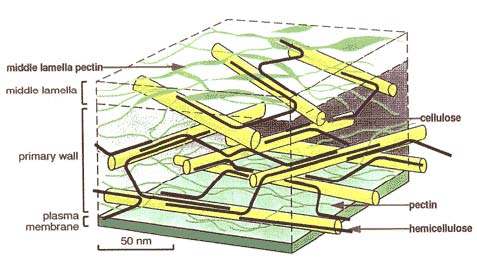 middle lamella pectin
middle lamella
cellulose
primary wall
pectin
plasma
membrane
hemicellulose
50 nm